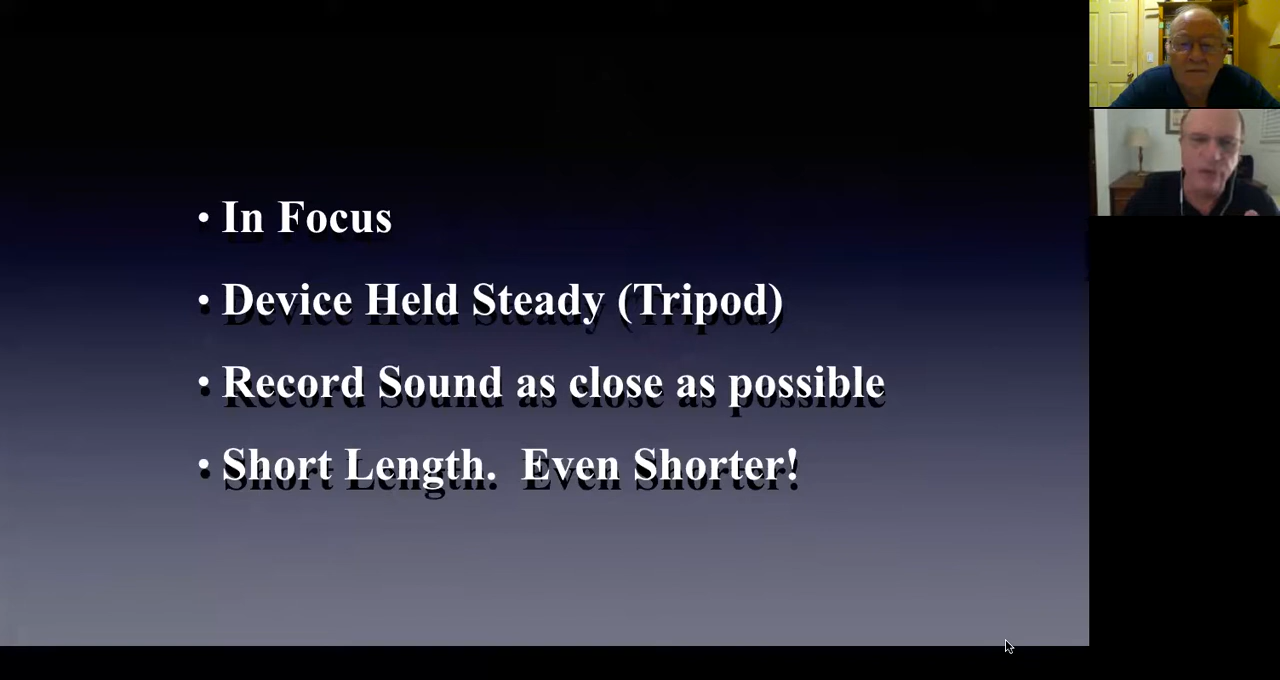 • In Focus
• Device Held Steady (Tripod)
• Record Sound as close as possible
• Short Length.  Even Shorter!